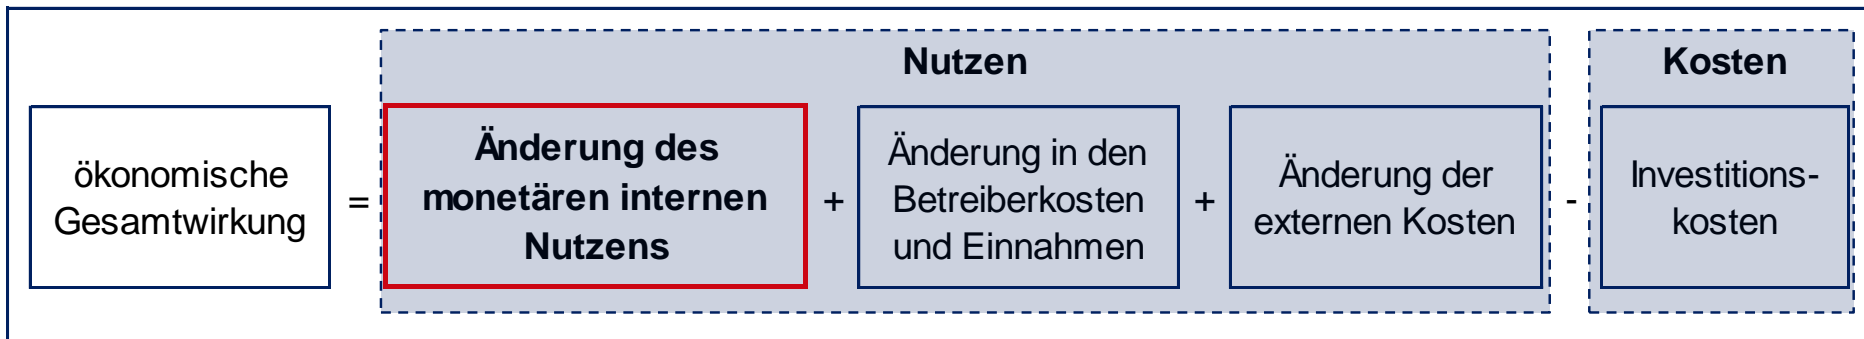 Nutzen
Kosten
ökonomische
Gesamtwirkung
=
Änderung des
monetären internen
Nutzens
+
Änderung in den
Betreiberkosten
und Einnahmen
+
Änderung der
externen Kosten
-
Investitions-
kosten